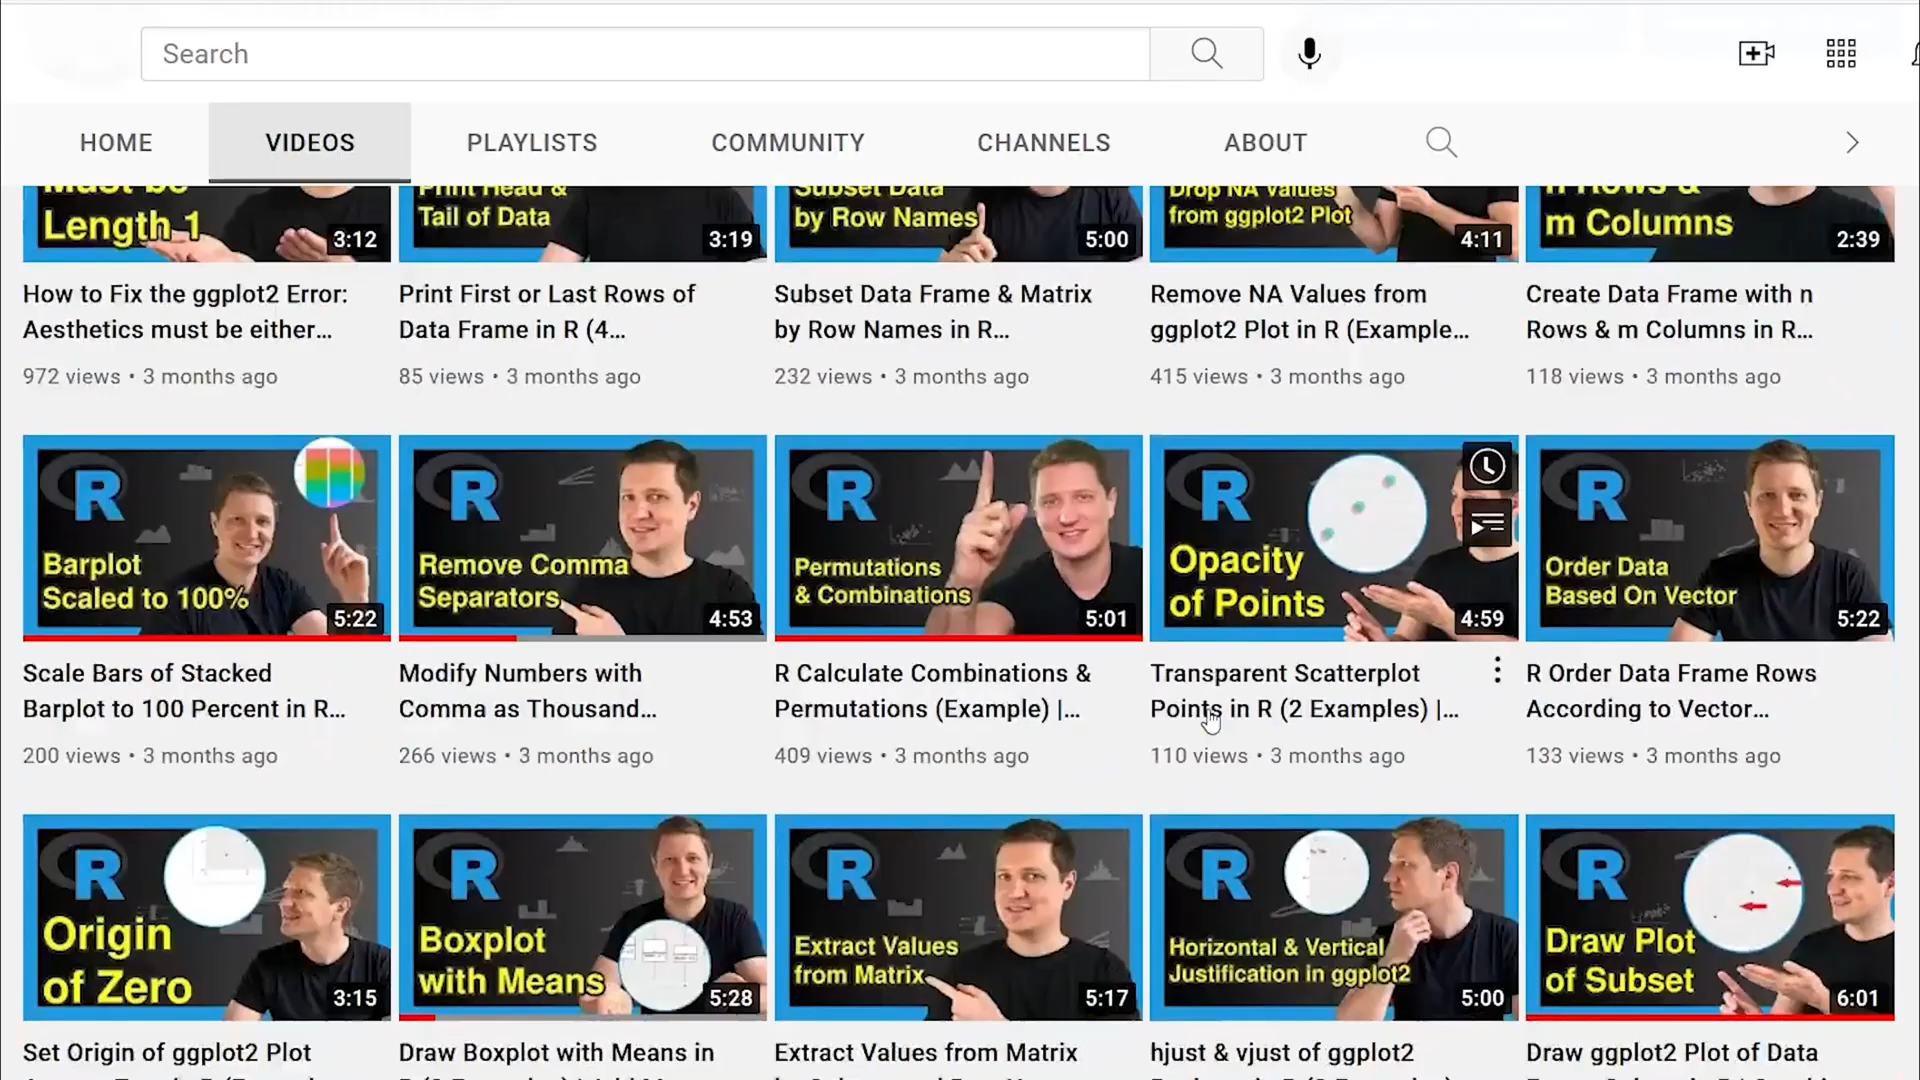 Search
HOME
VIDEOS
PLAYLISTS
COMMUNITY
CHANNELS
ABOUT
Must be
Length 1
3:12
Print Head &
Tail of Data
3:19
Subset Data
by Row Names
5:00
Drop NA Values
from ggplot2 Plot
4:11
n Rows &
m Columns
2:39
How to Fix the ggplot2 Error:
Aesthetics must be either...
972 views • 3 months ago
Print First or Last Rows of
Data Frame in R (4...
85 views • 3 months ago
Subset Data Frame & Matrix
by Row Names in R...
232 views • 3 months ago
Remove NA Values from
ggplot2 Plot in R (Example...
415 views • 3 months ago
Create Data Frame with n
Rows & m Columns in R...
118 views • 3 months ago
R
Barplot
Scaled to 100%
5:22
R
Remove Comma
Separators
4:53
R
Permutations
& Combinations
5:01
R
Opacity
of Points
4:59
R
Order Data
Based On Vector
5:22
Scale Bars of Stacked
Barplot to 100 Percent in R...
200 views • 3 months ago
Modify Numbers with
Comma as Thousand...
266 views • 3 months ago
R Calculate Combinations &
Permutations (Example) |...
409 views • 3 months ago
Transparent Scatterplot
Points in R (2 Examples) |...
110 views • 3 months ago
R Order Data Frame Rows
According to Vector...
133 views • 3 months ago
R
Origin
of Zero
3:15
R
Boxplot
with Means
5:28
R
Extract Values
from Matrix
5:17
R
Horizontal & Vertical
Justification in ggplot2
5:00
R
Draw Plot
of Subset
6:01
Set Origin of ggplot2 Plot
Draw Boxplot with Means in
Extract Values from Matrix
hjust & vjust of ggplot2
Draw ggplot2 Plot of Data